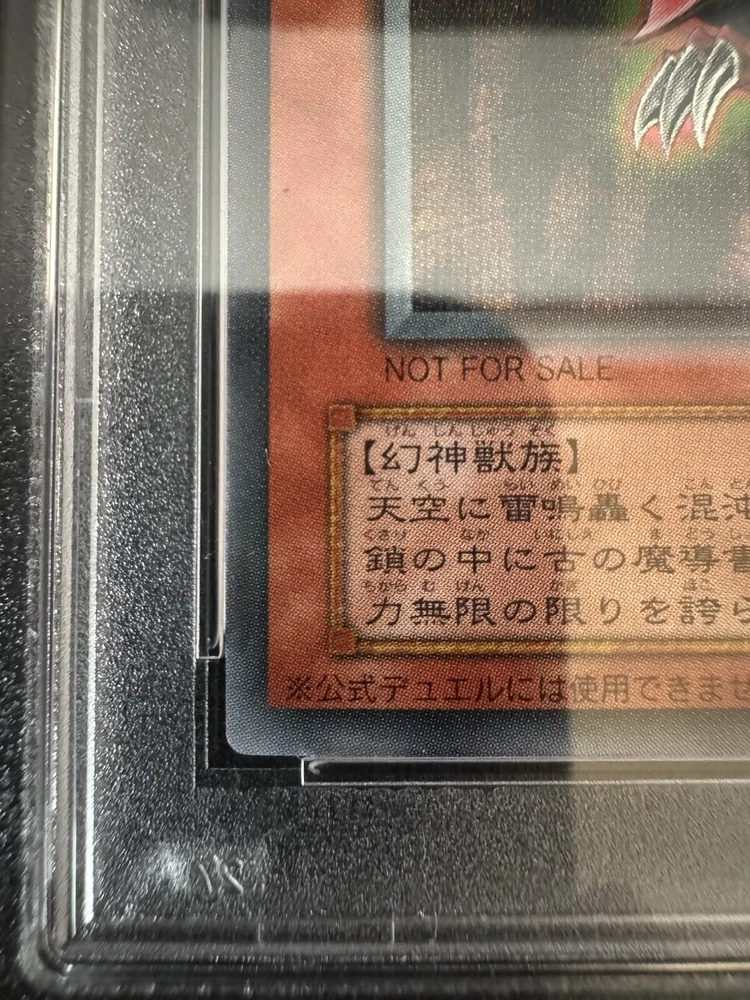 NOT FOR SALE
【幻神獣族】
天空に雷鳴轟く混沌
鎖の中に古の魔導書
力無限の限りを誇ら
※公式デュエルには使用できませ